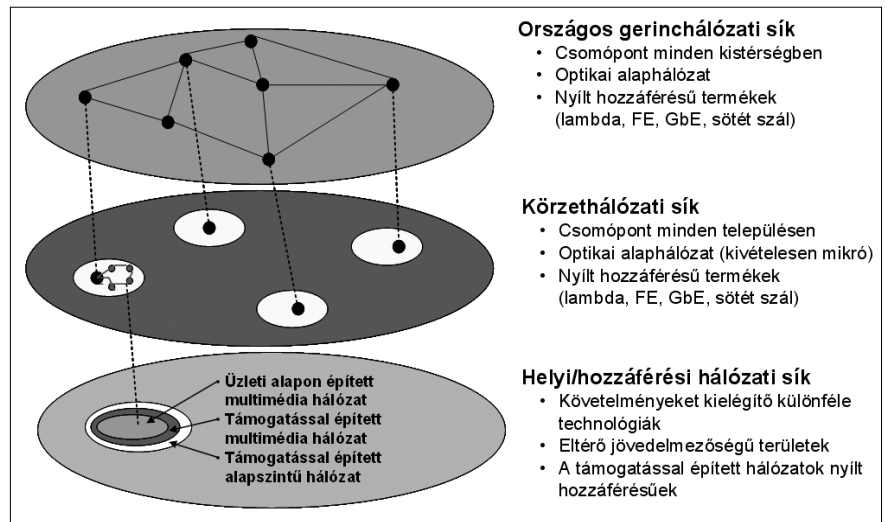 Országos gerinchálózati sík
• Csomópont minden kistérségben
• Optikai alaphálózat
• Nyílt hozzáférésű termékek
(lambda, FE, GbE, sötét szál)
Körzethálózati sík
• Csomópont minden településen
• Optikai alaphálózat (kivételesen mikró)
• Nyílt hozzáférésű termékek
(lambda, FE, GbE, sötét szál)
Üzleti alapon épített
multimédia hálózat
Támogatással épített
multimédia hálózat
Támogatással épített
alapszintű hálózat
Helyi/hozzáférési hálózati sík
• Követelményeket kielégítő különféle
technológiák
• Eltérő jövedelmezőségű területek
• A támogatással épített hálózatok nyílt
hozzáférésűek